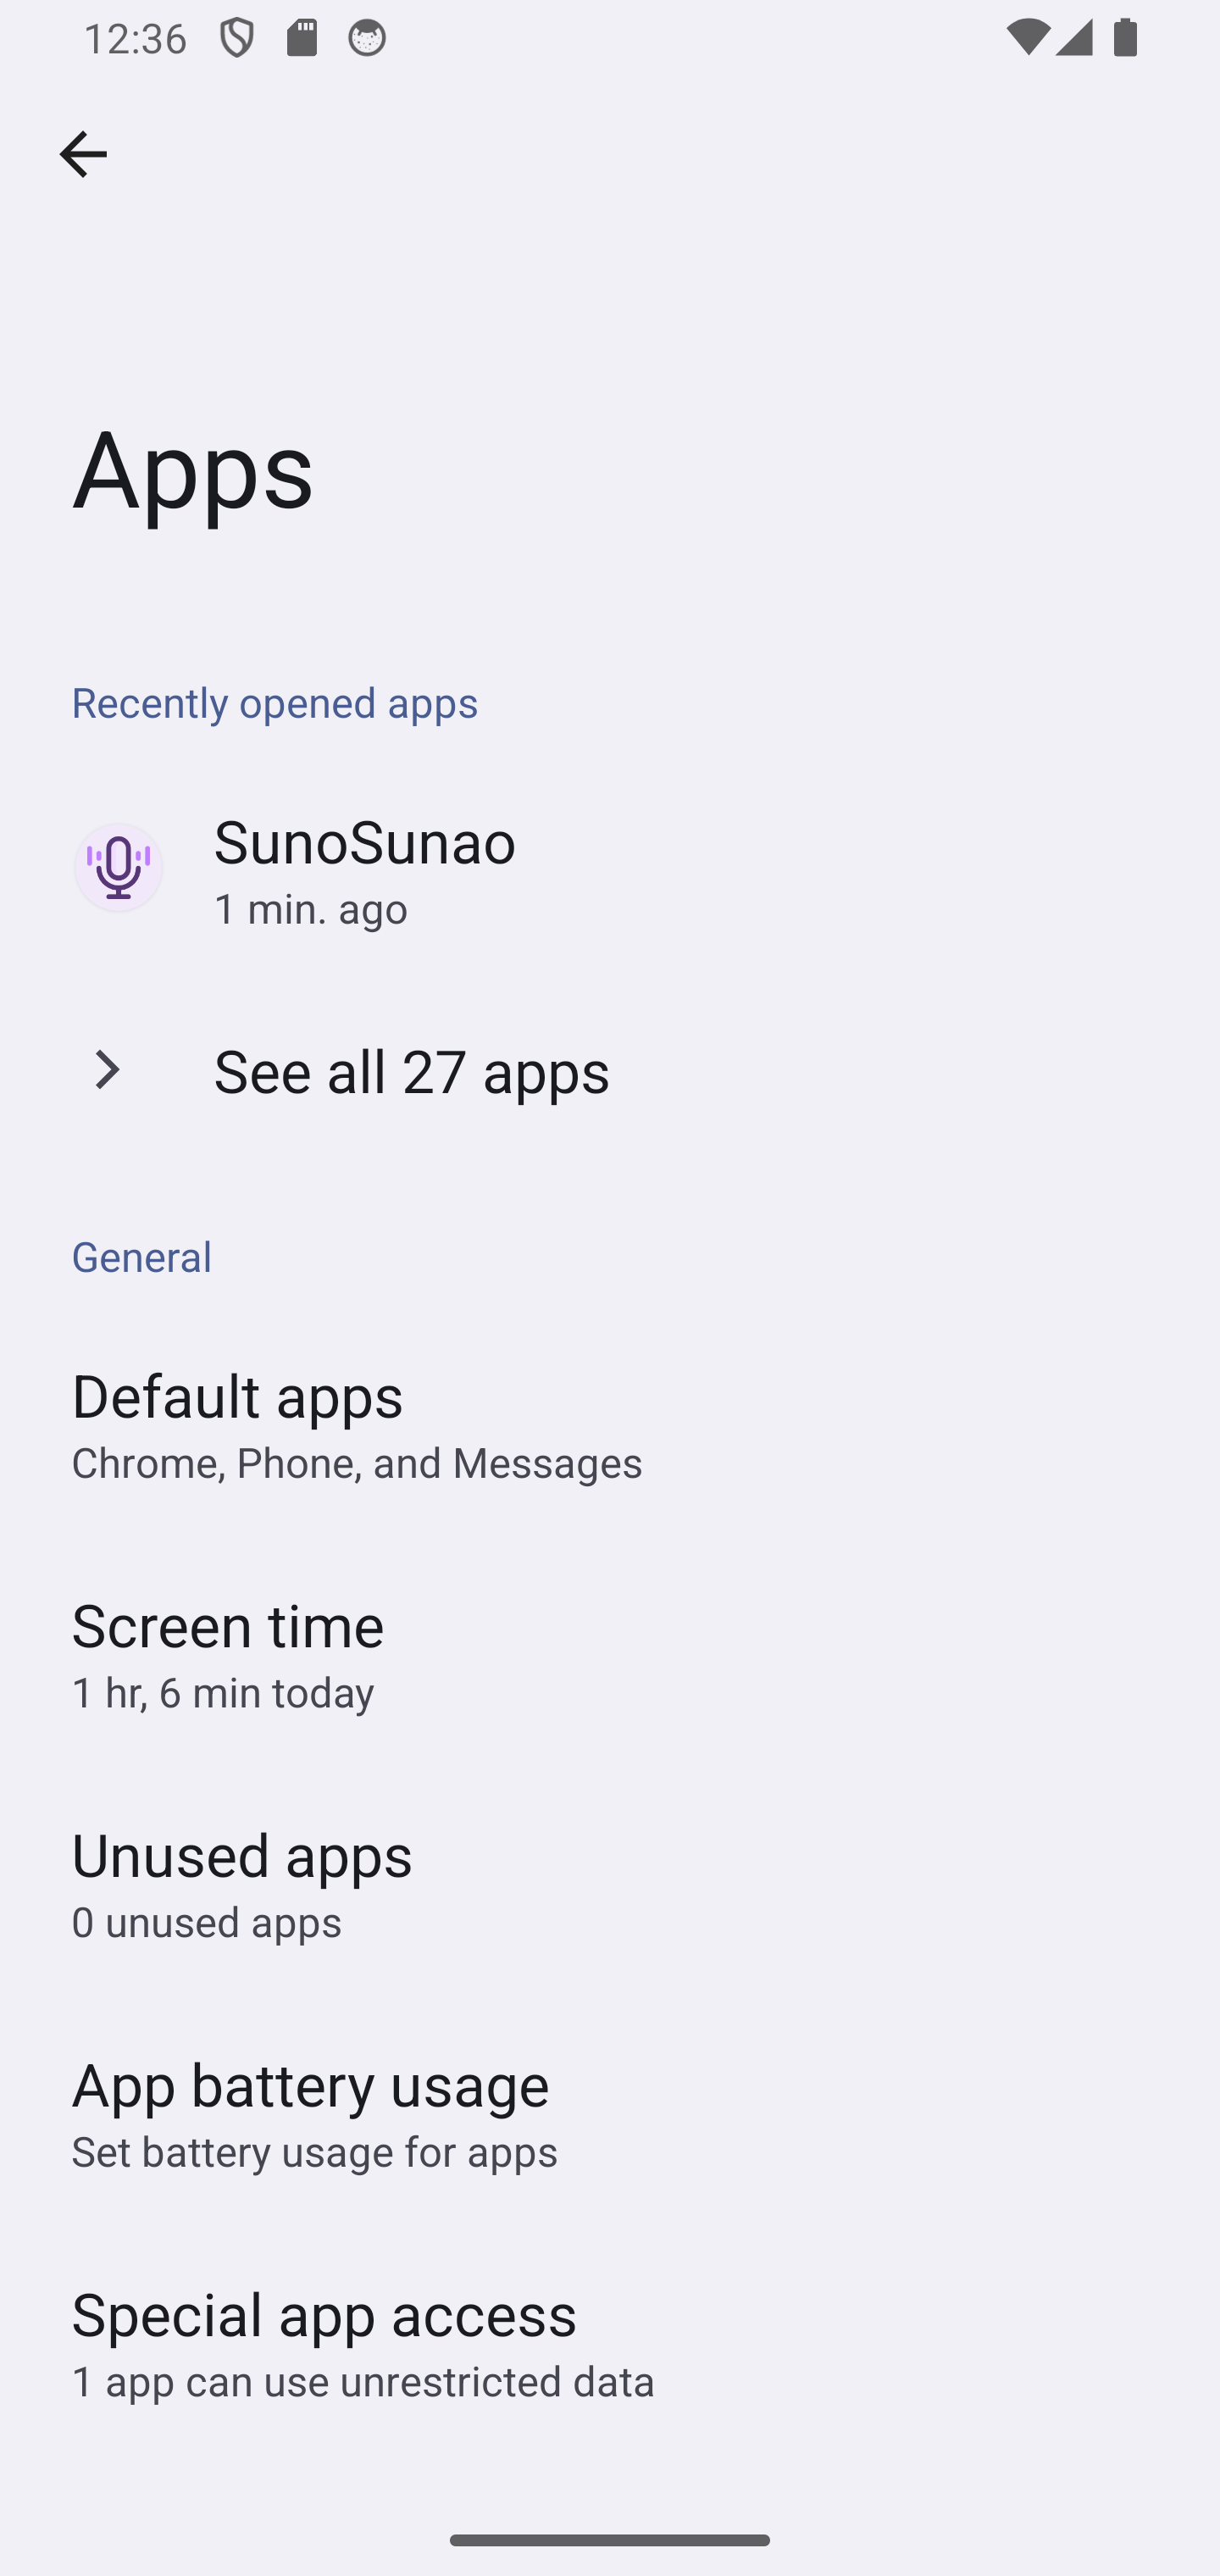 12:36
Apps
Recently opened apps
SunoSunao
1 min. ago
See all 27 apps
General
Default apps
Chrome, Phone, and Messages
Screen time
1 hr, 6 min today
Unused apps
0 unused apps
App battery usage
Set battery usage for apps
Special app access
1 app can use unrestricted data